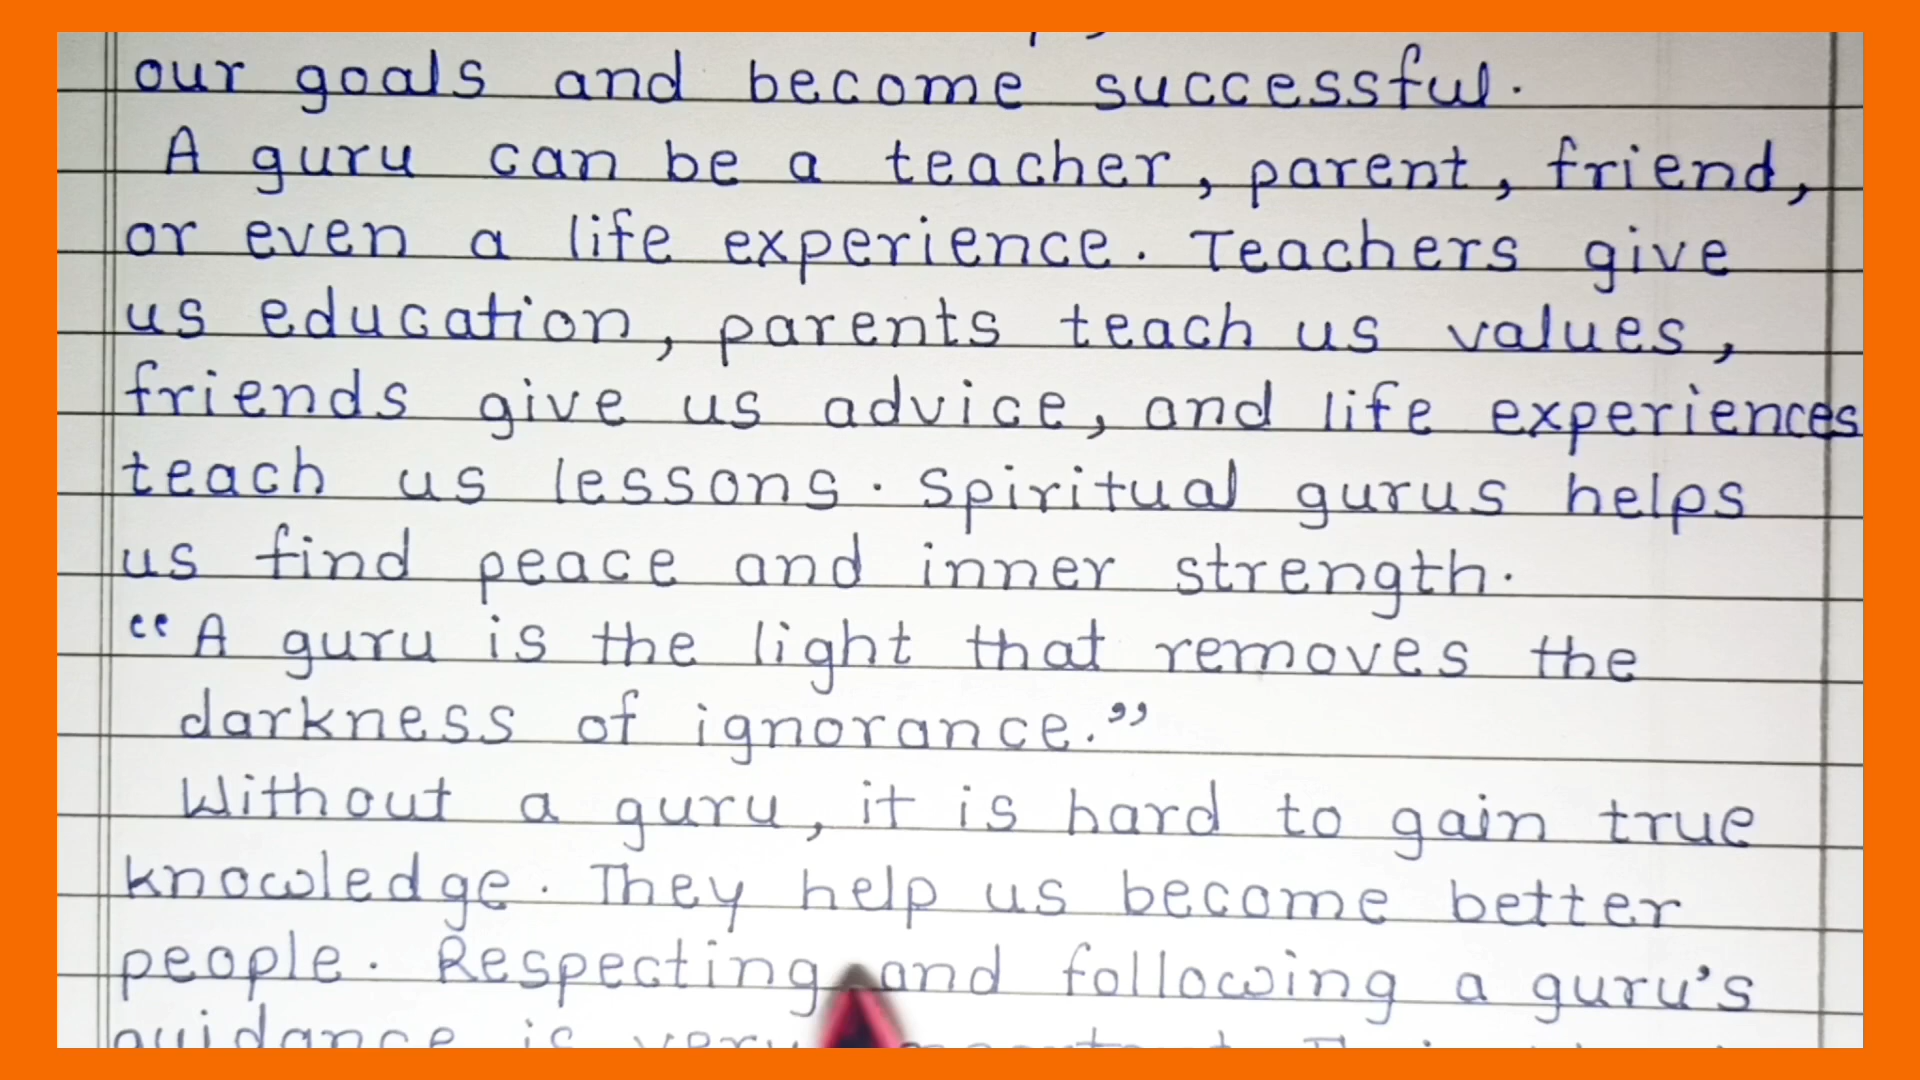 our goals and become successful.
A guru can be a teacher, parent, friend,
or even a life experience. Teachers give
us education, parents teach us values,
friends give us advice, and life experiences
teach us lessons. Spiritual gurus helps
us find peace and inner strength.
“A guru is the light that removes the
darkness of ignorance.”
Without a guru, it is hard to gain true
knowledge. They help us become better
people. Respecting and following a guru's
guidance is very